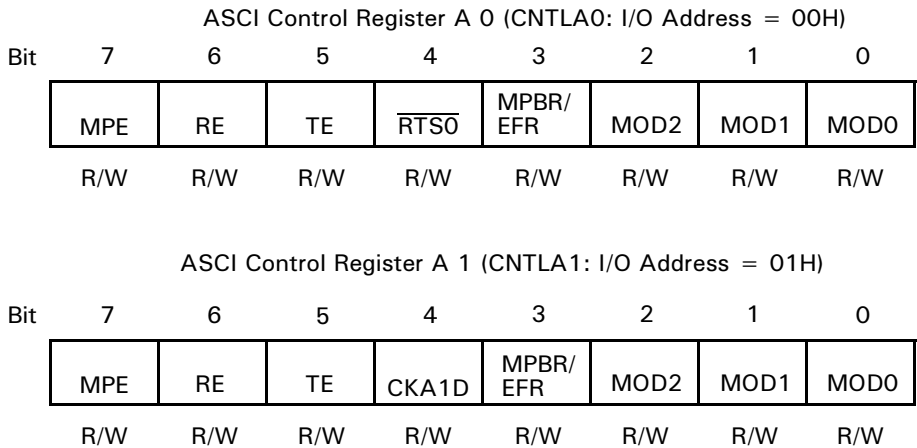 ASCI Control Register A 0 (CNTLA0: I/O Address = 00H)
Bit 7 6 5 4 3 2 1 0
MPE RE TE RTS0 MPBR/ EFR MOD2 MOD1 MOD0
R/W R/W R/W R/W R/W R/W R/W R/W
ASCI Control Register A 1 (CNTLA1: I/O Address = 01H)
Bit 7 6 5 4 3 2 1 0
MPE RE TE CKA1D MPBR/ EFR MOD2 MOD1 MOD0
R/W R/W R/W R/W R/W R/W R/W R/W